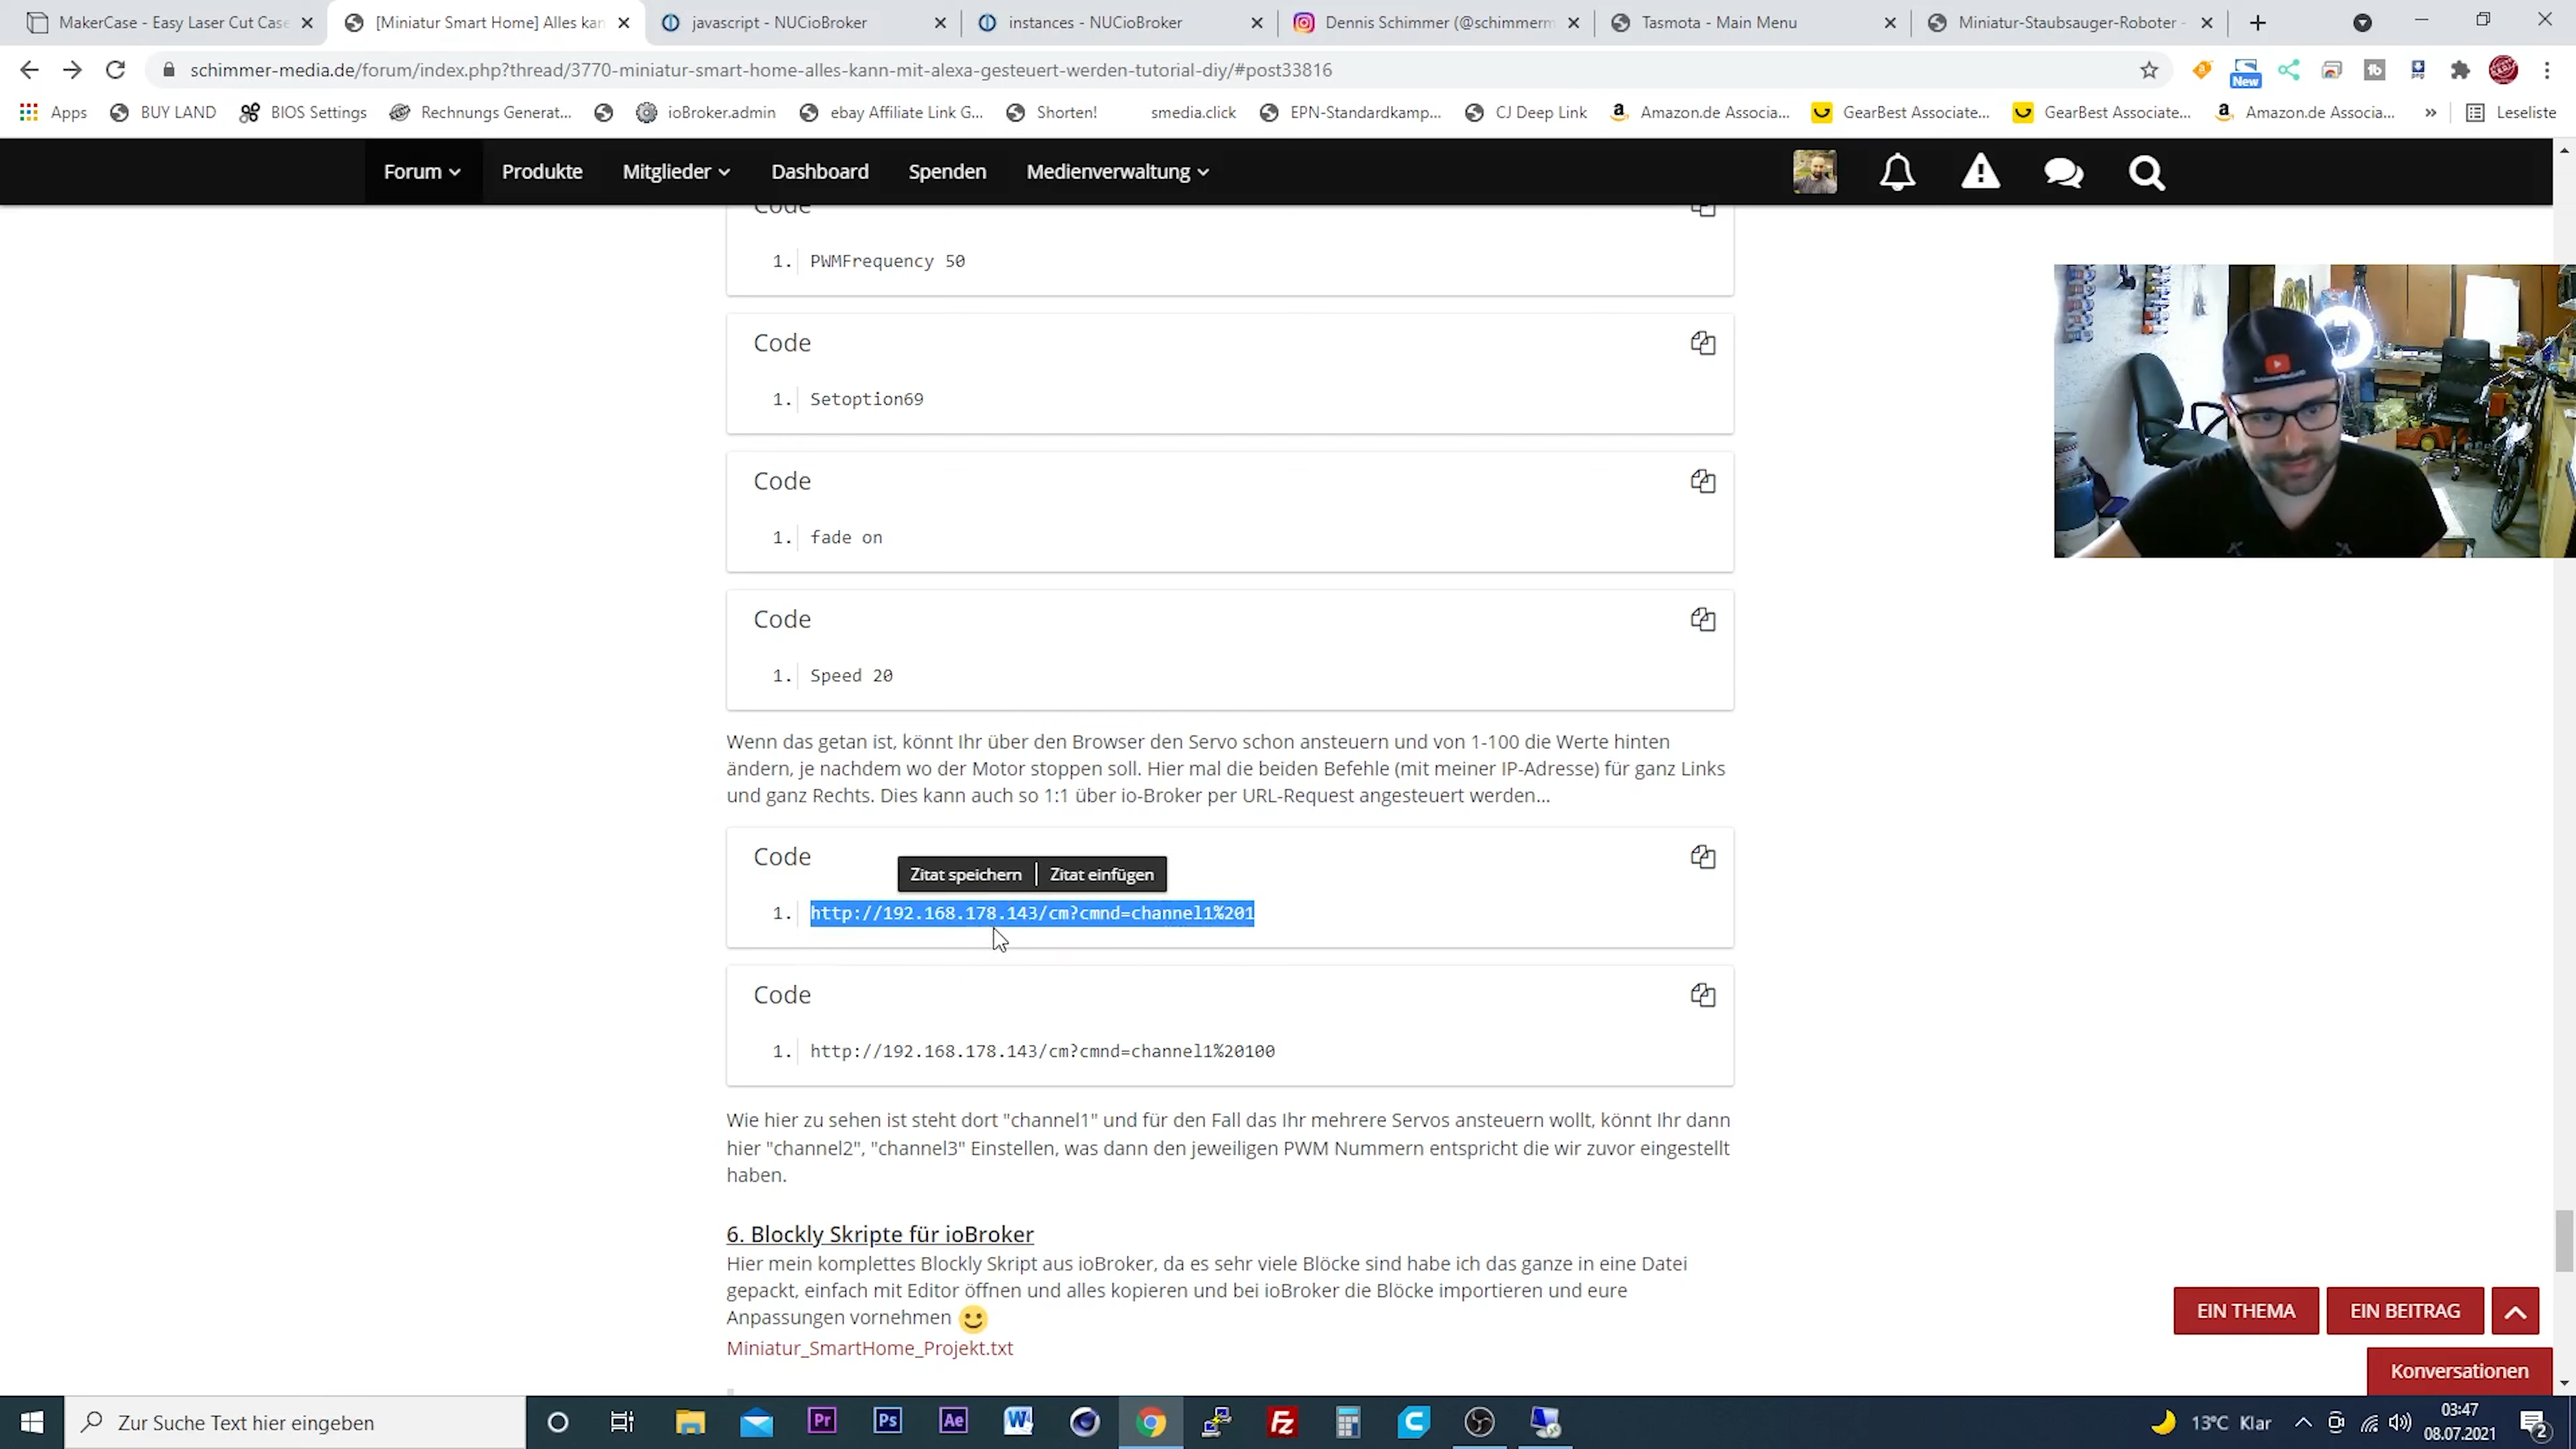 MakerCase - Easy Laser Cut Case
[Miniatur Smart Home] Alles kan
javascript - NUCioBroker
instances - NUCioBroker
Dennis Schimmer (@schimmerm
Tasmota - Main Menu
Miniatur-Staubsauger-Roboter -
schimmer-media.de/forum/index.php?thread/3770-miniatur-smart-home-alles-kann-mit-alexa-gesteuert-werden-tutorial-diy/#post33816
New
Apps
BUY LAND
BIOS Settings
Rechnungs Generat...
ioBroker.admin
ebay Affiliate Link G...
Shorten!
smedia.click
EPN-Standardkamp...
CJ Deep Link
Amazon.de Associa...
GearBest Associate...
GearBest Associate...
Amazon.de Associa...
»
Leseliste
Forum
Produkte
Mitglieder
Dashboard
Spenden
Medienverwaltung
Code
1. PWMFrequency 50
Code
1. Setoption69
Code
1. fade on
Code
1. Speed 20
Wenn das getan ist, könnt Ihr über den Browser den Servo schon ansteuern und von 1-100 die Werte hinten
ändern, je nachdem wo der Motor stoppen soll. Hier mal die beiden Befehle (mit meiner IP-Adresse) für ganz Links
und ganz Rechts. Dies kann auch so 1:1 über io-Broker per URL-Request angesteuert werden...
Code
Zitat speichern | Zitat einfügen
1. http://192.168.178.143/cm?cmnd=channel1%201
Code
1. http://192.168.178.143/cm?cmnd=channel1%20100
Wie hier zu sehen ist steht dort "channel1" und für den Fall das Ihr mehrere Servos ansteuern wollt, könnt Ihr dann
hier "channel2", "channel3" Einstellen, was dann den jeweiligen PWM Nummern entspricht die wir zuvor eingestellt
haben.
6. Blockly Skripte für ioBroker
Hier mein komplettes Blockly Skript aus ioBroker, da es sehr viele Blöcke sind habe ich das ganze in eine Datei
gepackt, einfach mit Editor öffnen und alles kopieren und bei ioBroker die Blöcke importieren und eure
Anpassungen vornehmen
Miniatur_SmartHome_Projekt.txt
EIN THEMA
EIN BEITRAG
Konversationen
Zur Suche Text hier eingeben
Pr
Ps
Ae
W
Fz
C
13°C Klar
03:47
08.07.2021
2